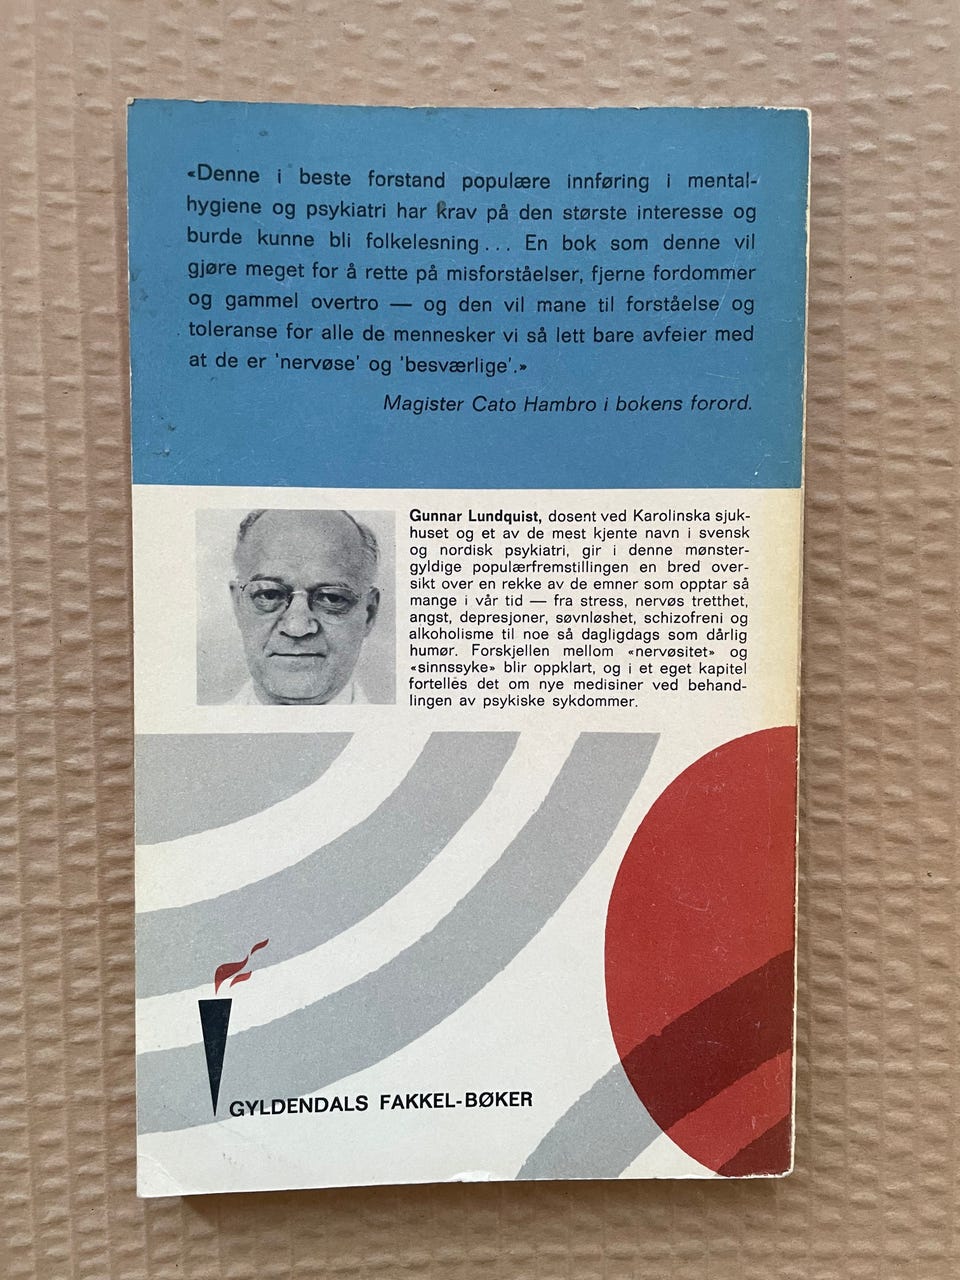 «Denne i beste forstand populære innføring i mental-
hygiene og psykiatri har krav på den største interesse og
burde kunne bli folkelesning... En bok som denne vil
gjøre meget for å rette på misforståelser, fjerne fordommer
og gammel overtro — og den vil mane til forståelse og
toleranse for alle de mennesker vi så lett bare avfeier med
at de er 'nervøse' og 'besværlige'.»
Magister Cato Hambro i bokens forord.
Gunnar Lundquist, dosent ved Karolinska sjuk-
huset og et av de mest kjente navn i svensk
og nordisk psykiatri, gir i denne mønster-
gyldige populærfremstillingen en bred over-
sikt over en rekke av de emner som opptar så
mange i vår tid — fra stress, nervøs tretthet,
angst, depresjoner, søvnløshet, schizofreni og
alkoholisme til noe så dagligdags som dårlig
humør. Forskjellen mellom «nervøsitet» og
«sinnssyke» blir oppklart, og i et eget kapitel
fortelles det om nye medisiner ved behand-
lingen av psykiske sykdommer.
GYLDENDALS FAKKEL-BØKER